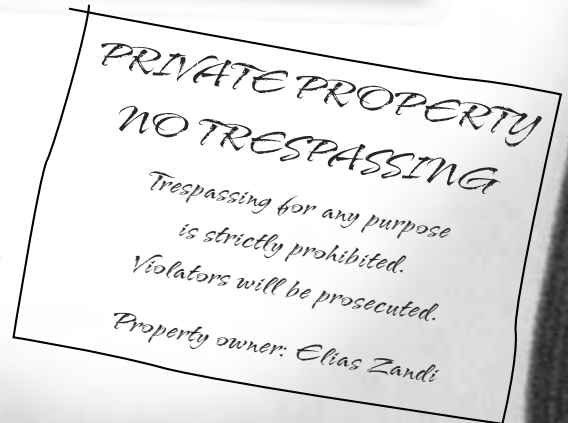 PRIVATE PROPERTY
NO TRESPASSING
Trespassing for any purpose
is strictly prohibited.
Violators will be prosecuted.
Property owner: Elias Zandi